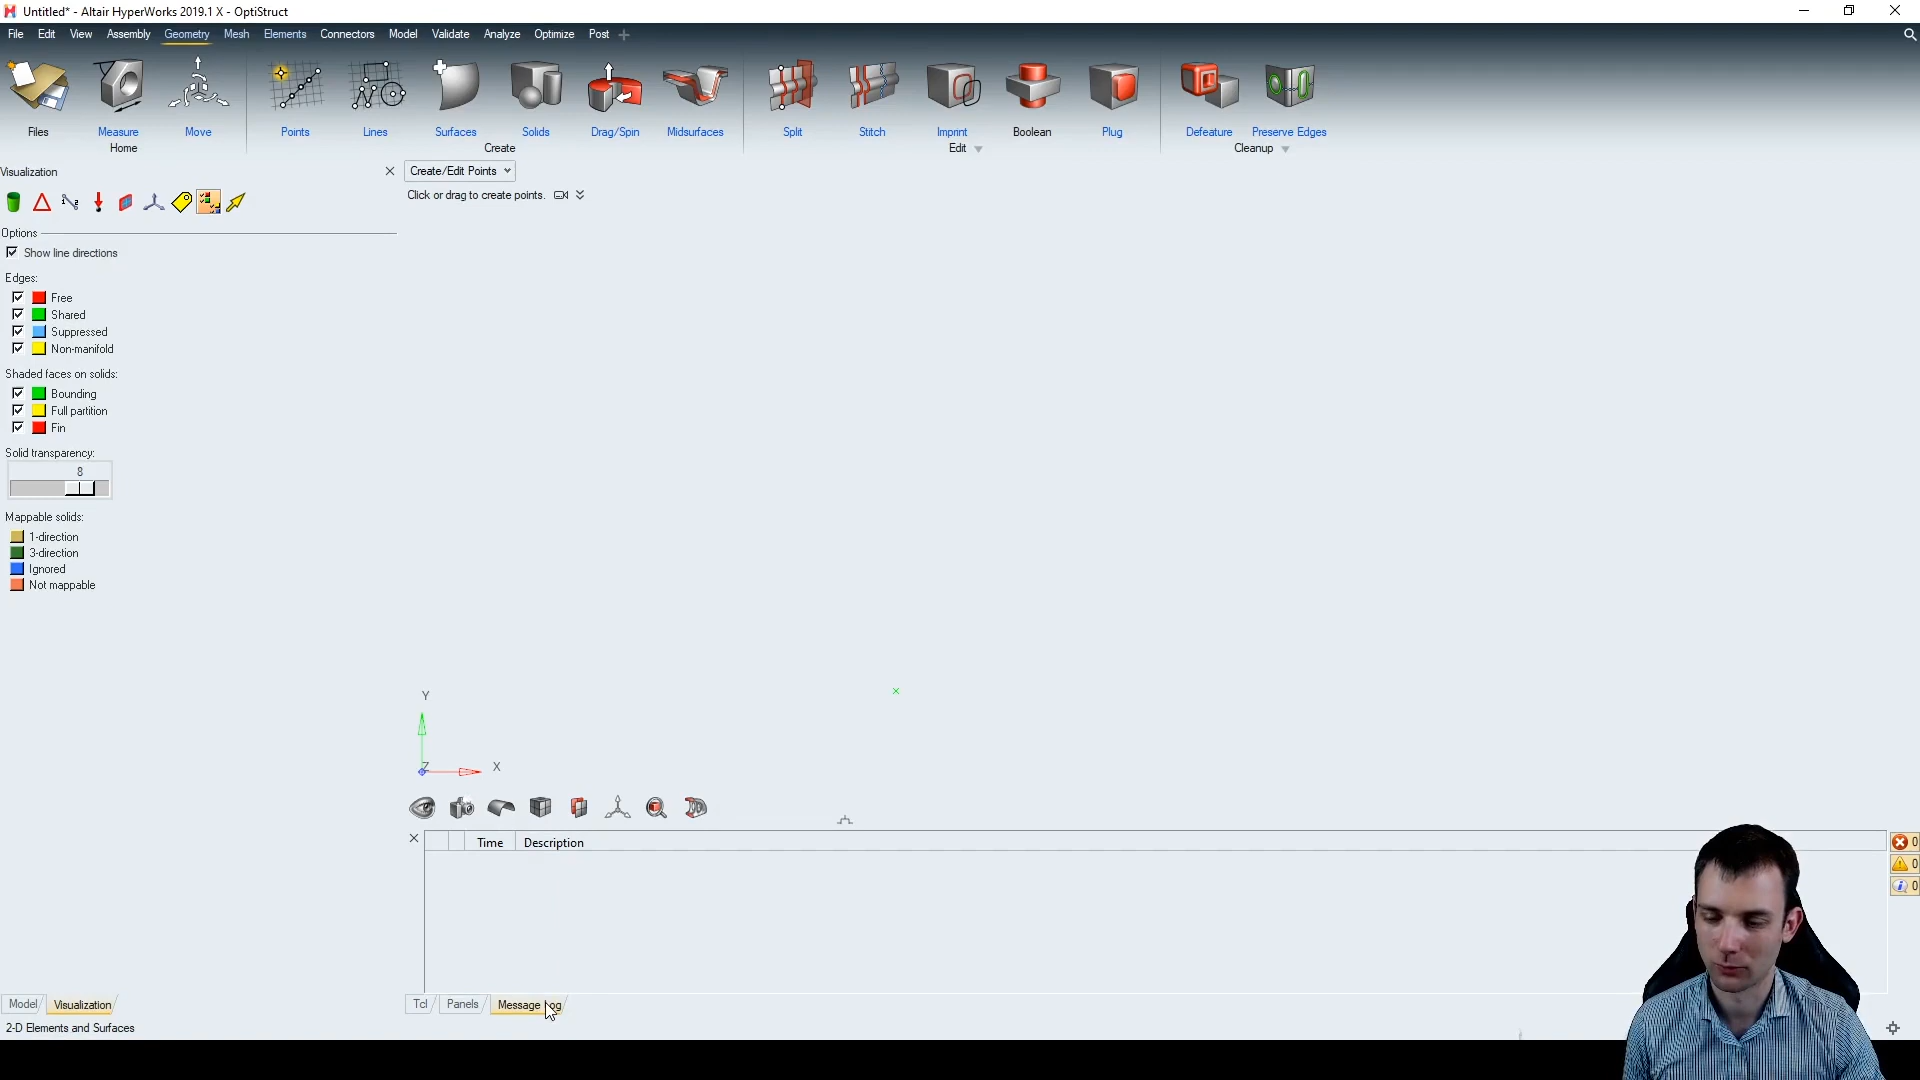 Untitled* - Altair HyperWorks 2019.1 X - OptiStruct
File Edit View Assembly Geometry Mesh Elements Connectors Model Validate Analyze Optimize Post
Files Measure Move Points Lines Surfaces Solids Drag/Spin Midsurfaces Split Stitch Imprint Boolean Plug Defeature Preserve Edges
Home Create Edit Cleanup
Visualization
Create/Edit Points
Click or drag to create points.
Options
Show line directions
Edges:
Free
Shared
Suppressed
Non-manifold
Shaded faces on solids:
Bounding
Full partition
Fin
Solid transparency:
8
Mappable solids:
1-direction
3-direction
Ignored
Not mappable
Y
Z
X
Time Description
0
0
0
Model Visualization
Tcl Panels Message Log
2-D Elements and Surfaces